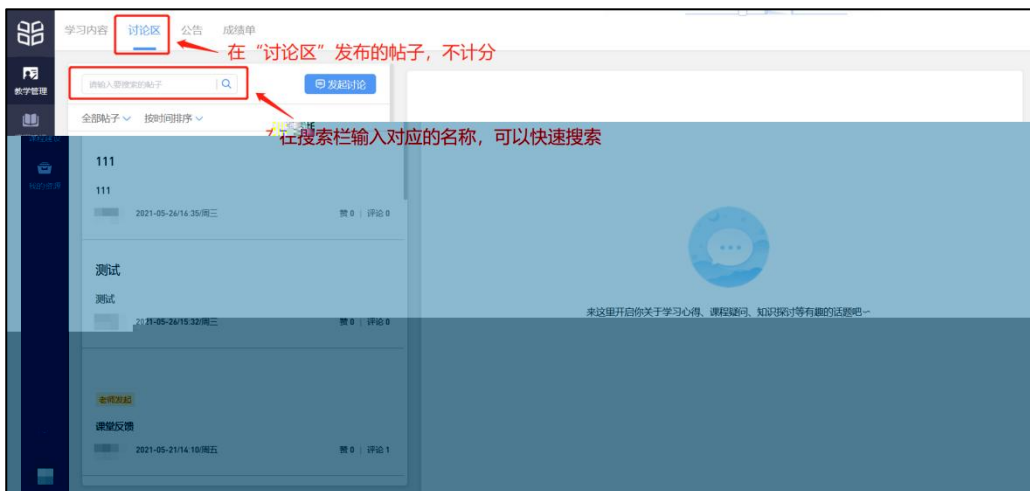 学习内容 讨论区 公告 成绩单
在“讨论区”发布的帖子，不计分
教学管理
请输入要搜索的帖子
发起讨论
全部帖子 按时间排序
在搜索栏输入对应的名称，可以快速搜索
我的资源
111
111
2021-05-26/16:35/周三 赞 0 | 评论 0
测试
测试
2021-05-26/15:32/周三 赞 0 | 评论 0
来这里开启你关于学习心得、课程疑问、知识探讨等有趣的话题吧~
老师发起
课堂反馈
2021-05-21/14:10/周五 赞 0 | 评论 1